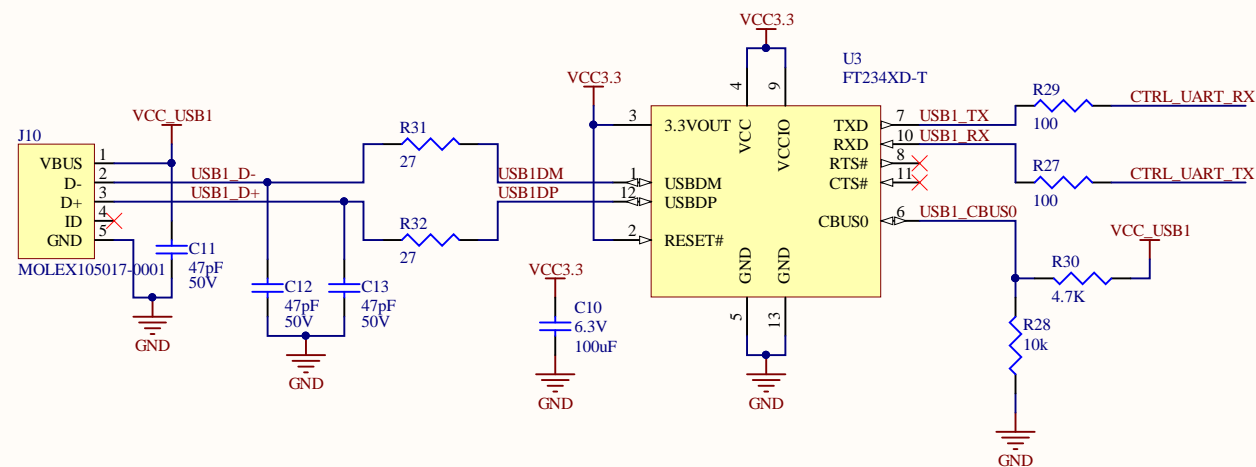 VCC3.3
U3
FT234XD-T
VCC3.3
VCC_USB1
J10
VBUS 1
D- 2
D+ 3
ID 4
GND 5
MOLEX105017-0001
USB1_D-
USB1_D+
C11
47pF
50V
GND
C12
47pF
50V
C13
47pF
50V
GND
R31
27
R32
27
USB1DM
USB1DP
VCC3.3
C10
6.3V
100uF
GND
3 3.3VOUT
1 USBDM
12 USBDP
2 RESET#
4 VCC
9 VCCIO
GND 5
GND 13
GND
TXD 7 USB1_TX
RXD 10 USB1_RX
RTS# 8
CTS# 11
CBUS0 6 USB1_CBUS0
R29
100
CTRL_UART_RX
R27
100
CTRL_UART_TX
VCC_USB1
R30
4.7K
R28
10k
GND